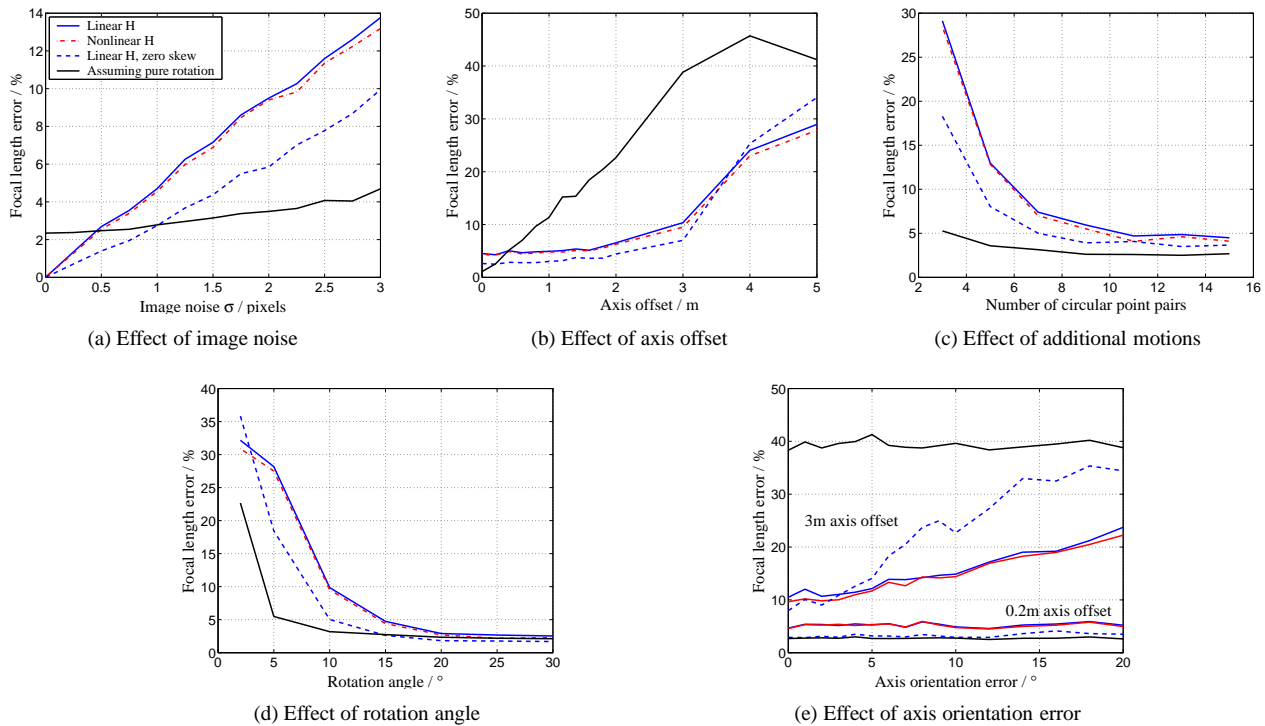 14
12
10
8
6
4
2
0
Focal length error / %
Linear H
Nonlinear H
Linear H, zero skew
Assuming pure rotation
0 0.5 1 1.5 2 2.5 3
Image noise σ / pixels
(a) Effect of image noise
50
40
30
20
10
0
Focal length error / %
0 1 2 3 4 5
Axis offset / m
(b) Effect of axis offset
30
25
20
15
10
5
0
Focal length error / %
2 4 6 8 10 12 14 16
Number of circular point pairs
(c) Effect of additional motions
40
35
30
25
20
15
10
5
0
Focal length error / %
0 5 10 15 20 25 30
Rotation angle / °
(d) Effect of rotation angle
50
40
30
20
10
0
Focal length error / %
3m axis offset
0.2m axis offset
0 5 10 15 20
Axis orientation error / °
(e) Effect of axis orientation error